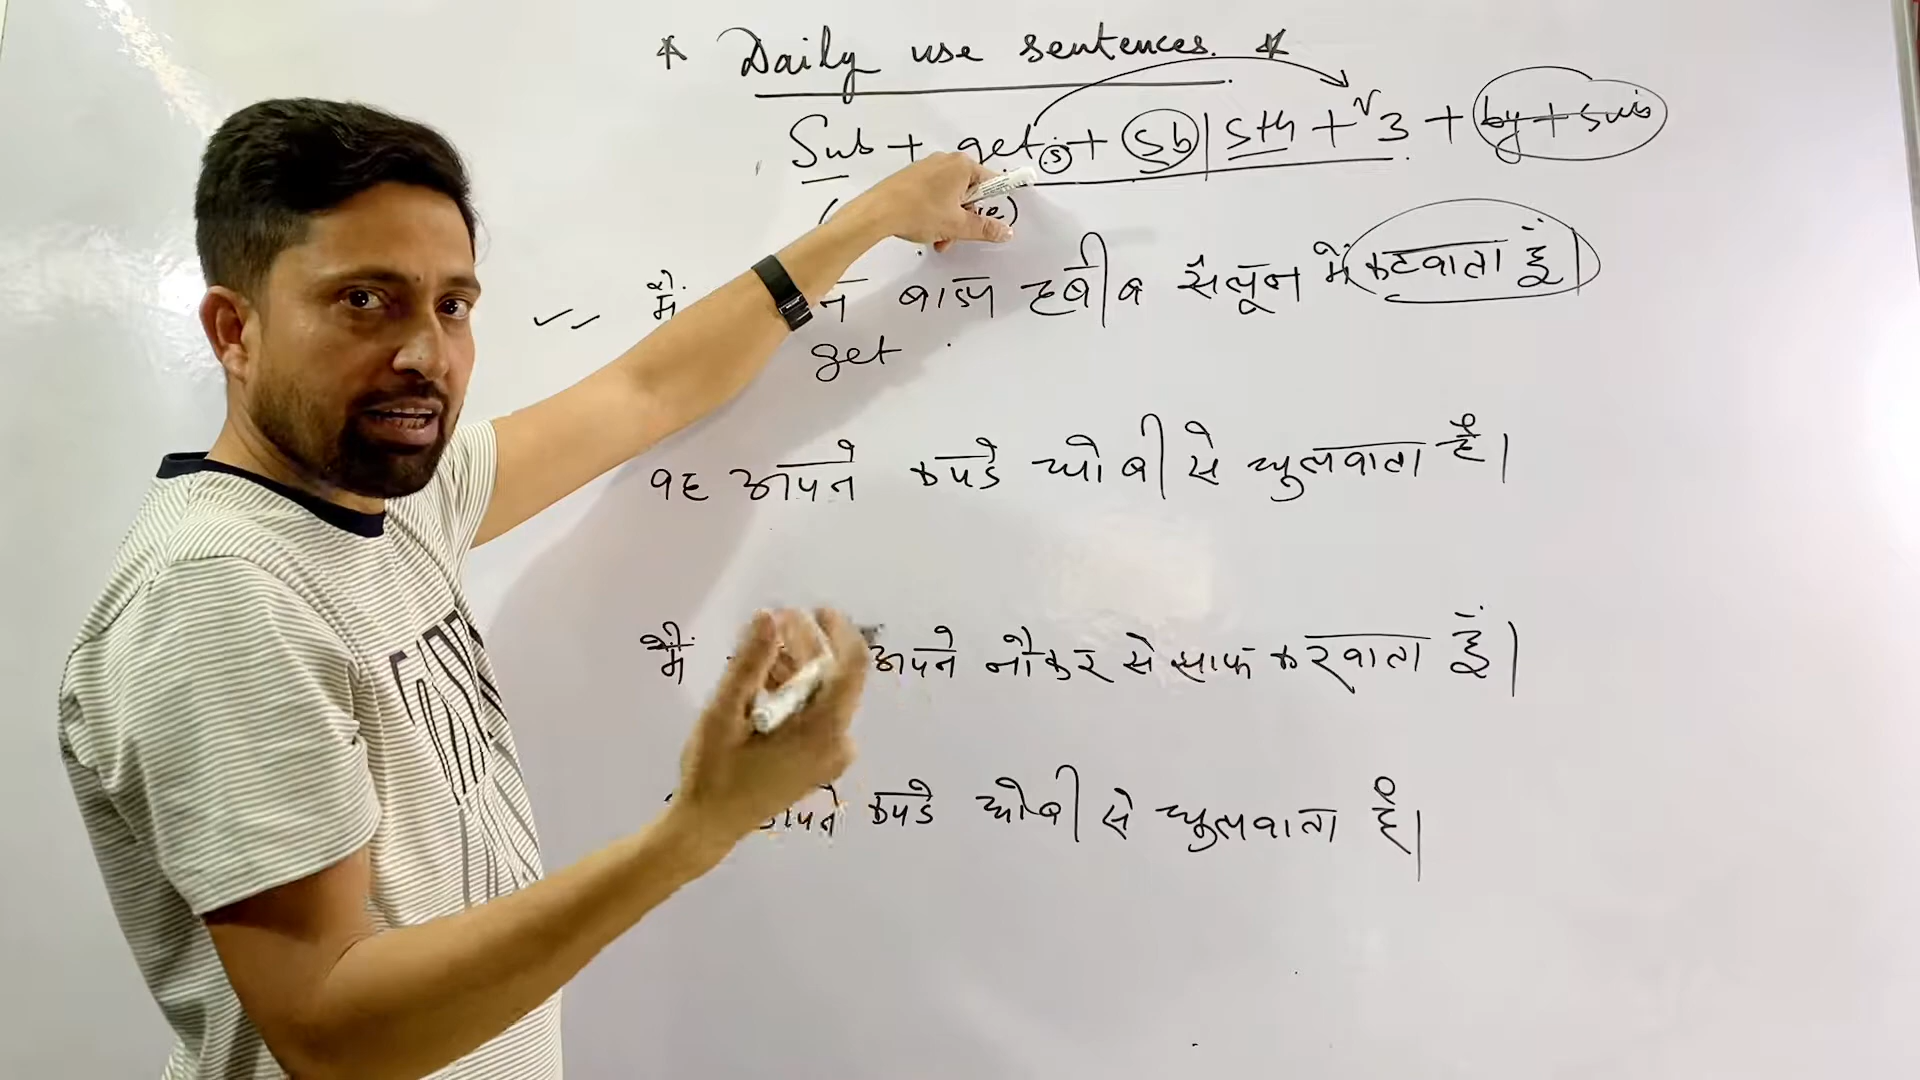 * Daily use sentences. *
Sub + get(s) + Sb | Sth + V3 + by + sub
मैं बाल हबीब सैलून में कटवाता हूं।
get
वह अपने कपडे धोबी से धुलवाता है।
मैं अपने नौकर से साफ करवाता हूं।
अपने कपडे धोबी से धुलवाता है।